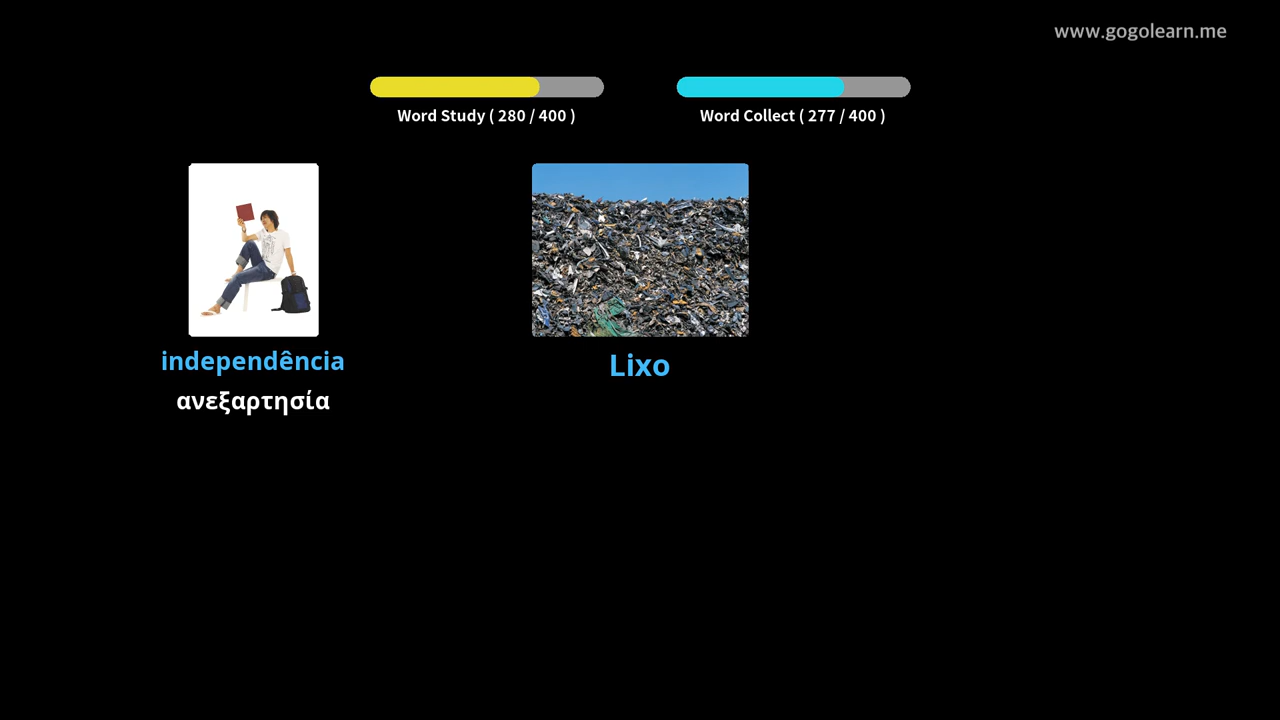 www.gogolearn.me
Word Study ( 280 / 400 )
Word Collect ( 277 / 400 )
independência
ανεξαρτησία
Lixo